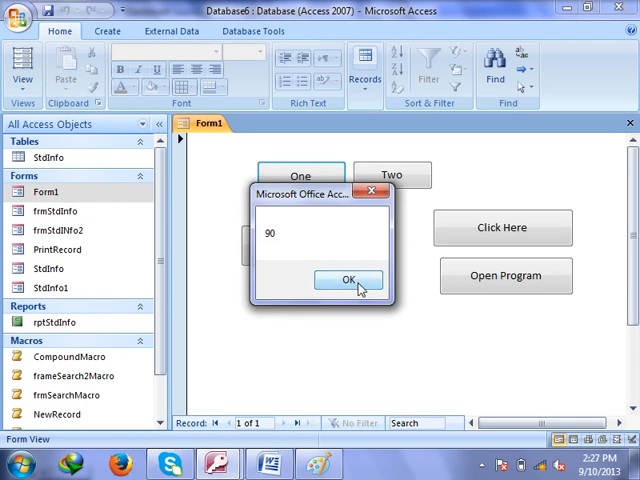 Database6 : Database (Access 2007) - Microsoft Access
Home
Create
External Data
Database Tools
View
Paste
B I U
A
ab
Records
Filter
Find
Views
Clipboard
Font
Rich Text
Sort & Filter
Find
All Access Objects
Tables
StdInfo
Forms
Form1
frmStdInfo
frmStdINfo2
PrintRecord
StdInfo
StdInfo1
Reports
rptStdInfo
Macros
CompoundMacro
frameSearch2Macro
frmSearchMacro
NewRecord
Form1
One
Two
Click Here
Open Program
Microsoft Office Acc...
90
OK
Record:
1 of 1
No Filter
Search
Form View
2:27 PM
9/10/2013